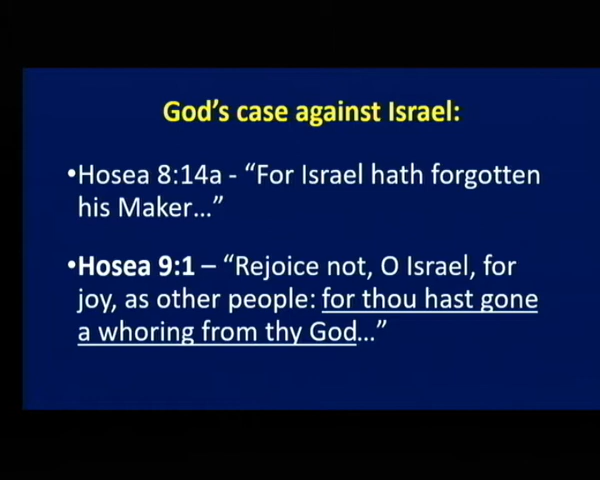 God’s case against Israel:
•Hosea 8:14a - “For Israel hath forgotten
his Maker…”
•Hosea 9:1 – “Rejoice not, O Israel, for
joy, as other people: for thou hast gone
a whoring from thy God…”